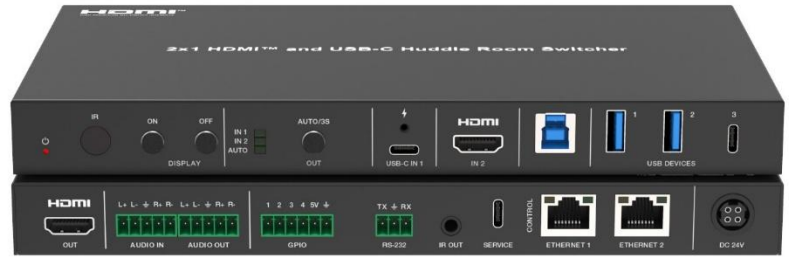 HDMI™
2x1 HDMI™ and USB-C Huddle Room Switcher
IR
ON
OFF
DISPLAY
IN 1
IN 2
AUTO
AUTO/3S
OUT
USB-C IN 1
HDMI
IN 2
1
2
3
USB DEVICES
HDMI
OUT
L+ L- R+ R- L+ L- R+ R-
AUDIO IN
AUDIO OUT
1 2 3 4 5V
GPIO
TX RX
RS-232
IR OUT
SERVICE
CONTROL
ETHERNET 1
ETHERNET 2
DC 24V